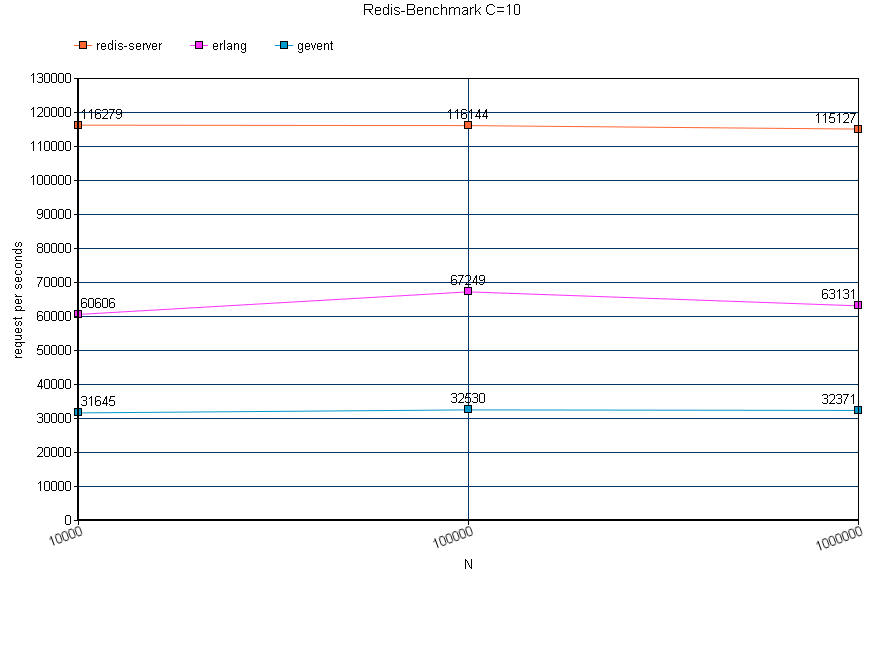 Redis-Benchmark C=10
redis-server erlang gevent
130000
120000
110000
100000
90000
80000
70000
60000
50000
40000
30000
20000
10000
0
request per seconds
116279 116144 115127
60606 67249 63131
31645 32530 32371
10000 100000 1000000
N